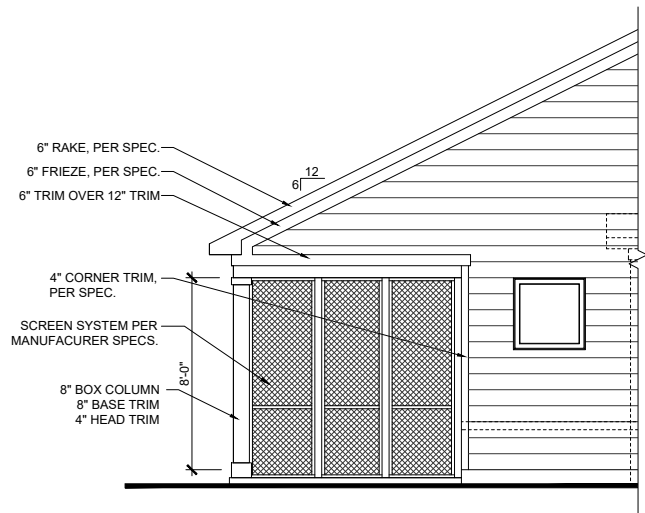 6" RAKE, PER SPEC.
12
6
6" FRIEZE, PER SPEC.
6" TRIM OVER 12" TRIM
4" CORNER TRIM,
PER SPEC.
SCREEN SYSTEM PER
MANUFACURER SPECS.
8'-0"
8" BOX COLUMN
8" BASE TRIM
4" HEAD TRIM